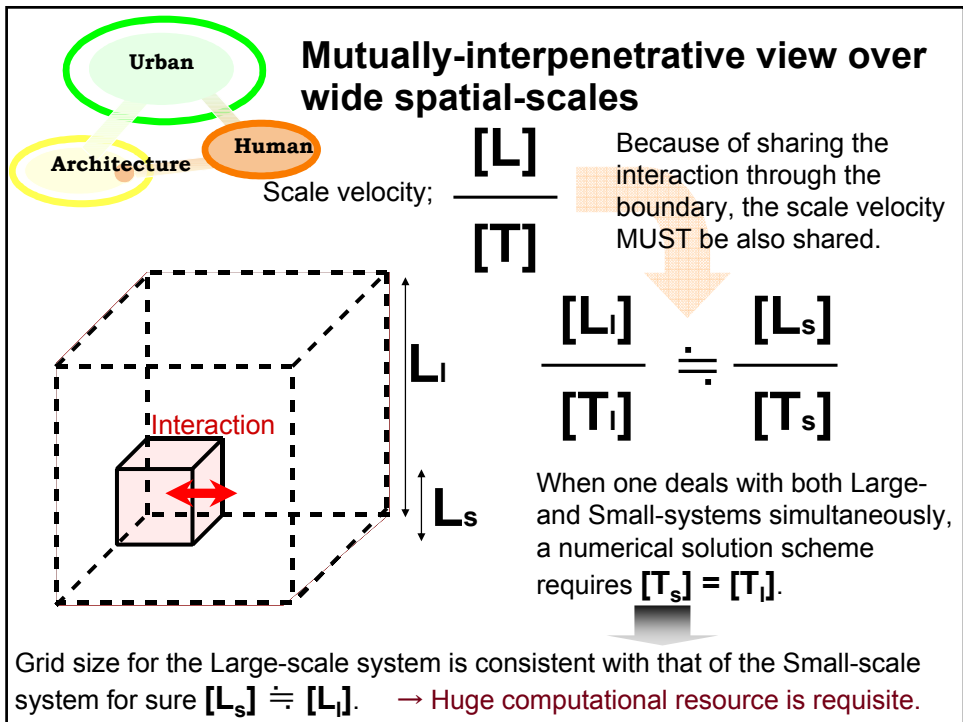 Urban
Architecture
Human
Mutually-interpenetrative view over
wide spatial-scales
Scale velocity;
[L]
[T]
Because of sharing the
interaction through the
boundary, the scale velocity
MUST be also shared.
[Ll] ≒ [Ls]
[Tl] [Ts]
Interaction
Ll
Ls
When one deals with both Large-
and Small-systems simultaneously,
a numerical solution scheme
requires [Ts] = [Tl].
Grid size for the Large-scale system is consistent with that of the Small-scale
system for sure [Ls] ≒ [Ll]. → Huge computational resource is requisite.